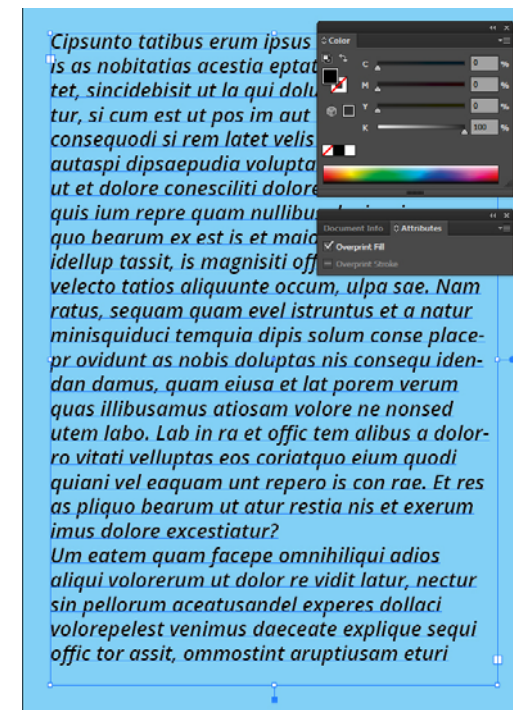 Cipsunto tatibus erum ipsus
is as nobitatias acestia eptat
tet, sincidebisit ut la qui dolu
tur, si cum est ut pos im aut
consequodi si rem latet velis
autaspi dipsaepudia volupta
ut et dolore conesciliti dolore
quis ium repre quam nullibu
quo bearum ex est is et maio
idellup tassit, is magnisiti off
velecto tatios aliquunte occum, ulpa sae. Nam
ratus, sequam quam evel istruntus et a natur
minisquiduci temquia dipis solum conse place-
pr ovidunt as nobis doluptas nis consequ iden-
dan damus, quam eiusa et lat porem verum
quas illibusamus atiosam volore ne nonsed
utem labo. Lab in ra et offic tem alibus a dolor-
ro vitati velluptas eos coriatquo eium quodi
quiani vel eaquam unt repero is con rae. Et res
as pliquo bearum ut atur restia nis et exerum
imus dolore excestiatur?
Um eatem quam facepe omnihiliqui adios
aliqui volorerum ut dolor re vidit latur, nectur
sin pellorum aceatusandel experes dollaci
volorepelest venimus daeceate explique sequi
offic tor assit, ommostint aruptiusam eturi
Color
C 0 %
M 0 %
Y 0 %
K 100 %
Document Info Attributes
Overprint Fill
Overprint Stroke